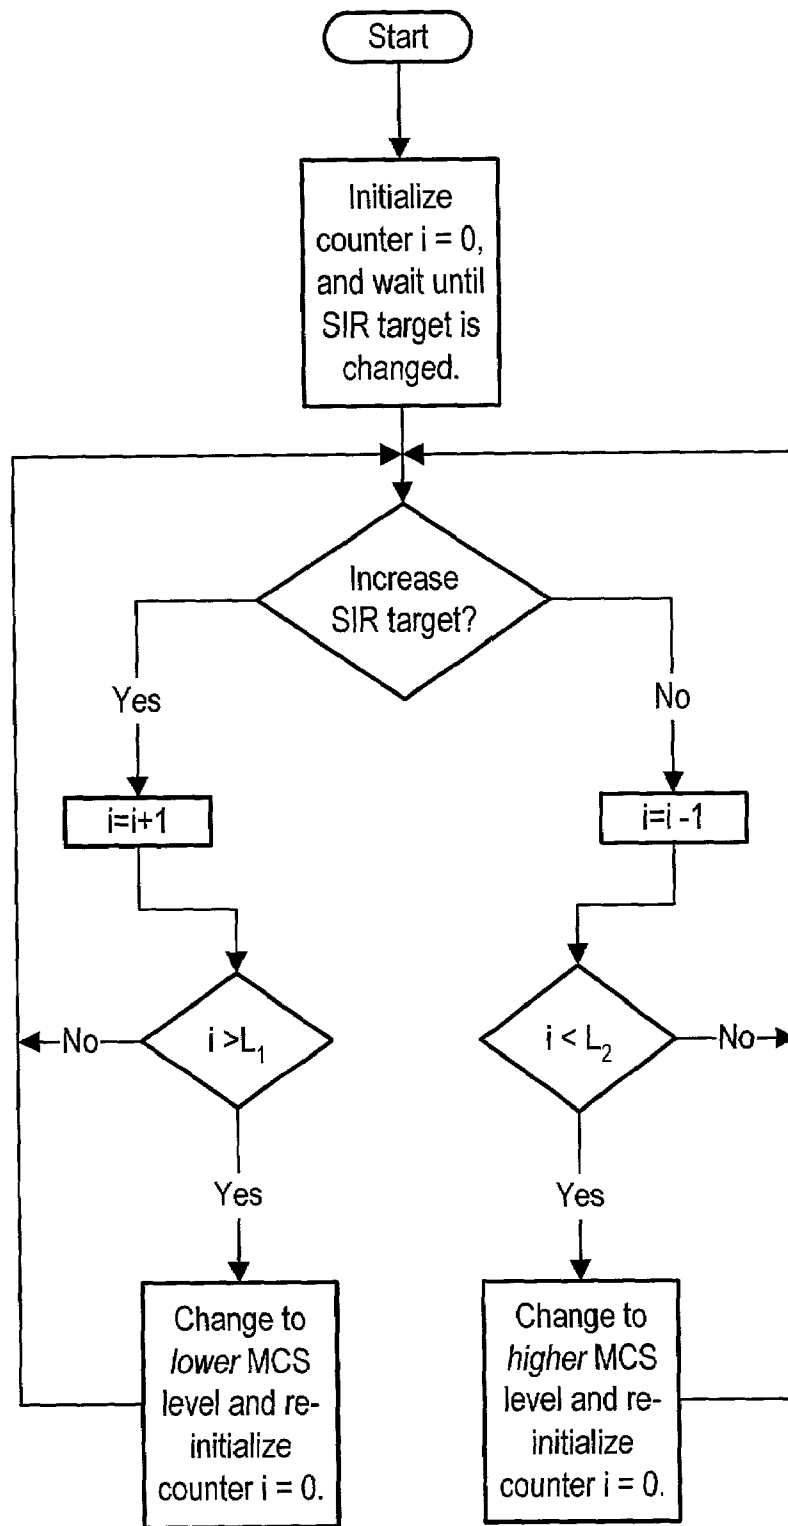 Start
Initialize
counter i = 0,
and wait until
SIR target is
changed.
Increase
SIR target?
Yes
No
i=i+1
i=i -1
No
i >L₁
i < L₂
No
Yes
Yes
Change to
lower MCS
level and re-
initialize
counter i = 0.
Change to
higher MCS
level and re-
initialize
counter i = 0.